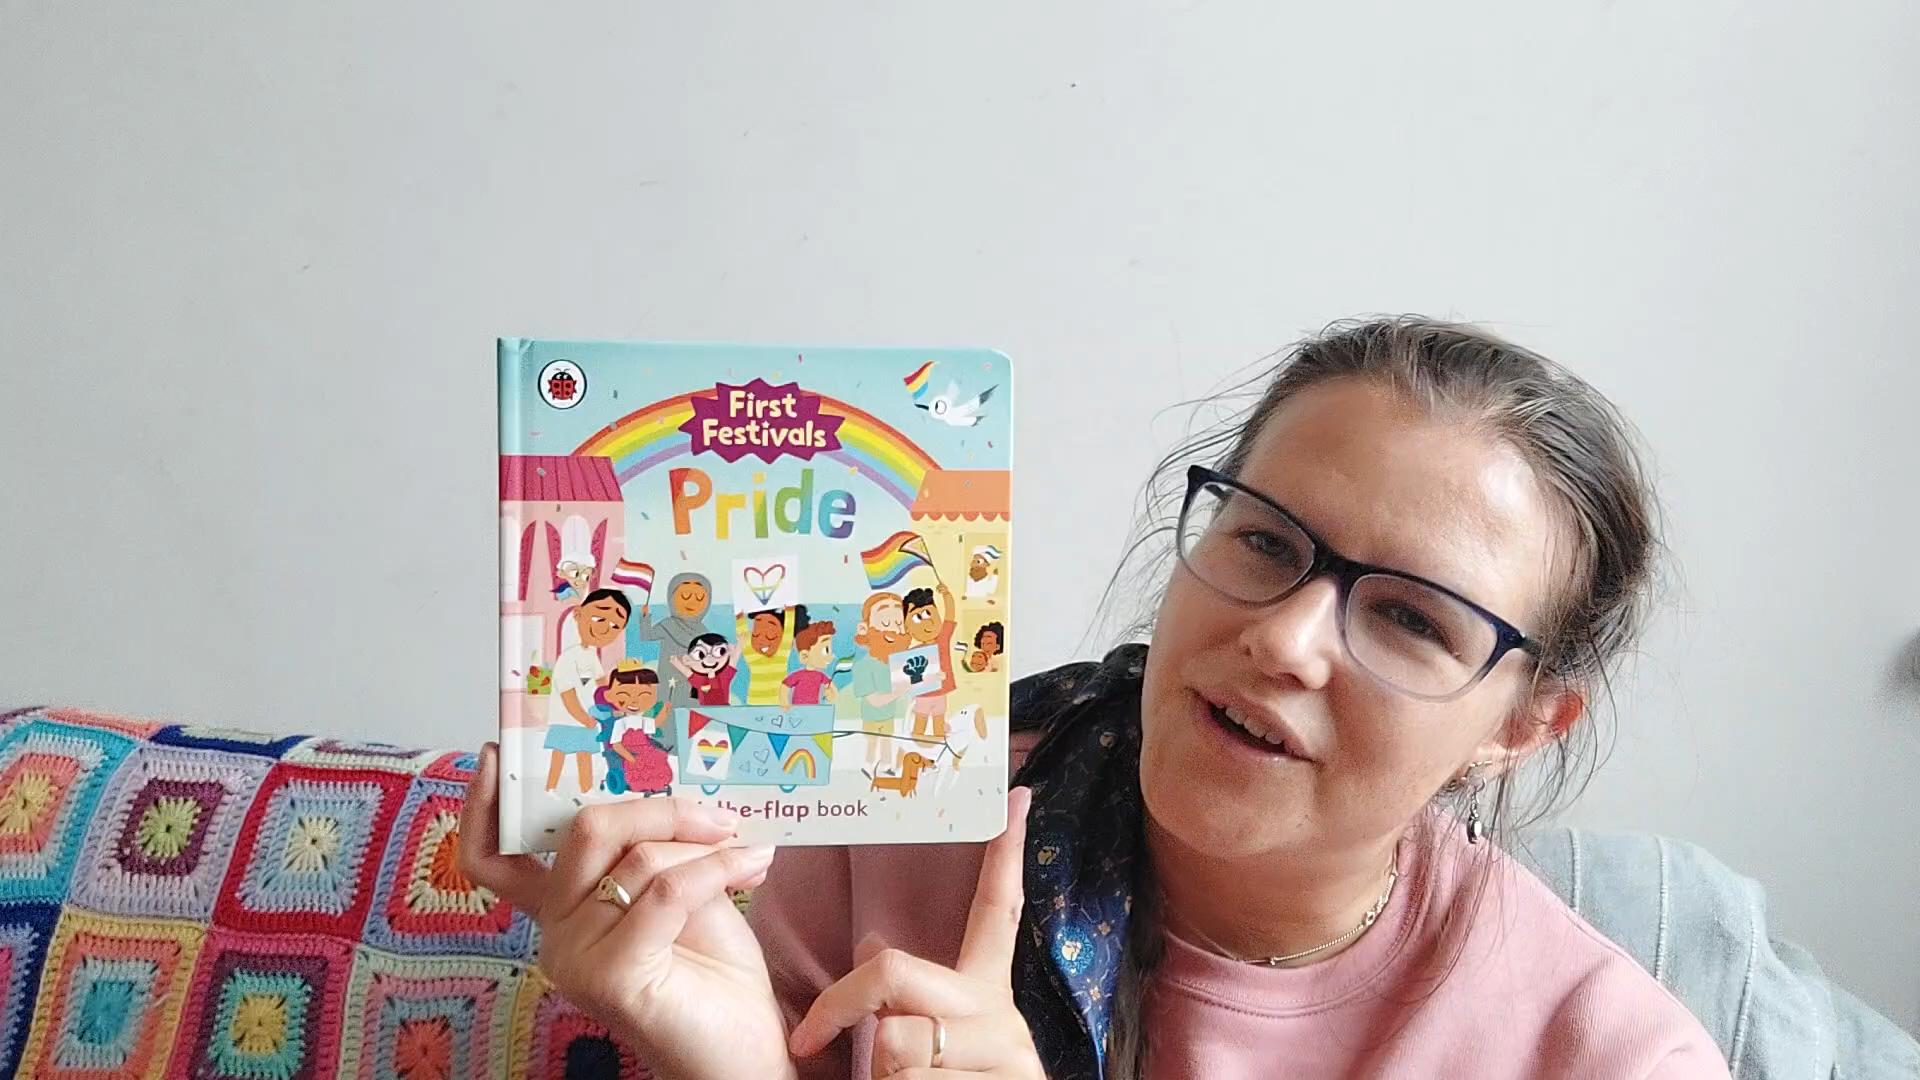 First
Festivals
Pride
the-flap book